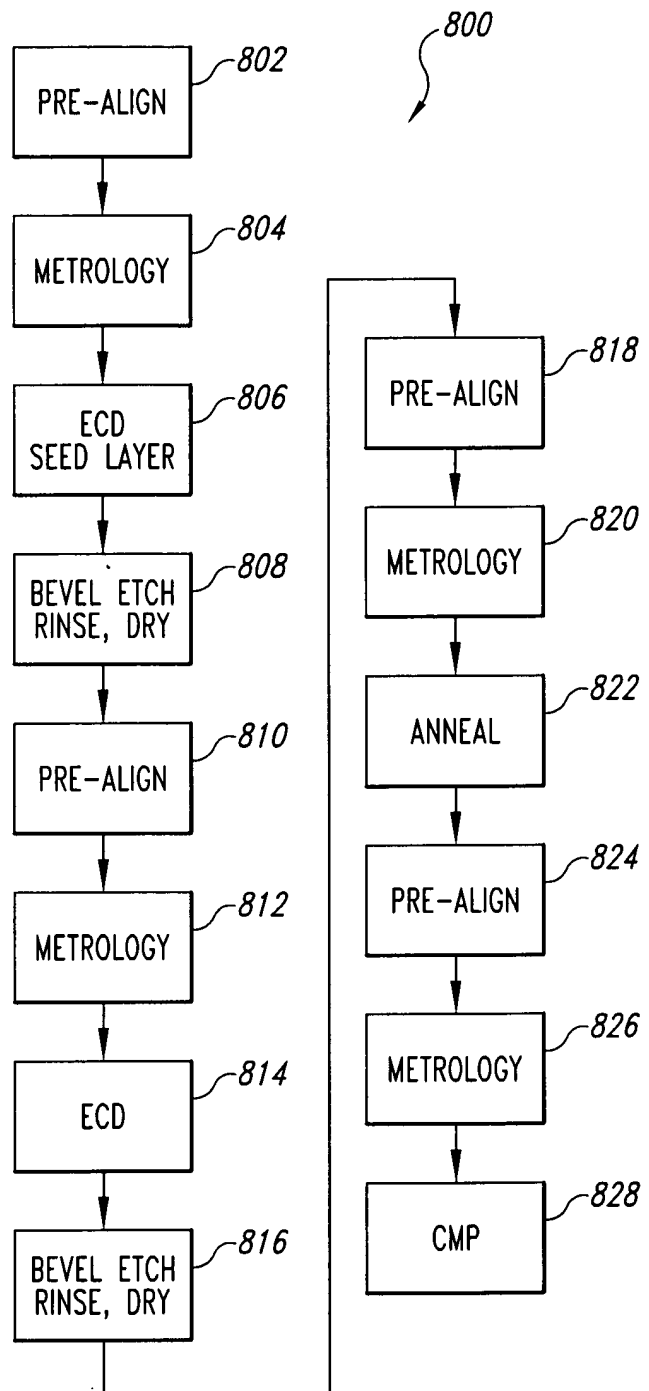 800
802
PRE-ALIGN
804
METROLOGY
806
ECD
SEED LAYER
808
BEVEL ETCH
RINSE, DRY
810
PRE-ALIGN
812
METROLOGY
814
ECD
816
BEVEL ETCH
RINSE, DRY
818
PRE-ALIGN
820
METROLOGY
822
ANNEAL
824
PRE-ALIGN
826
METROLOGY
828
CMP